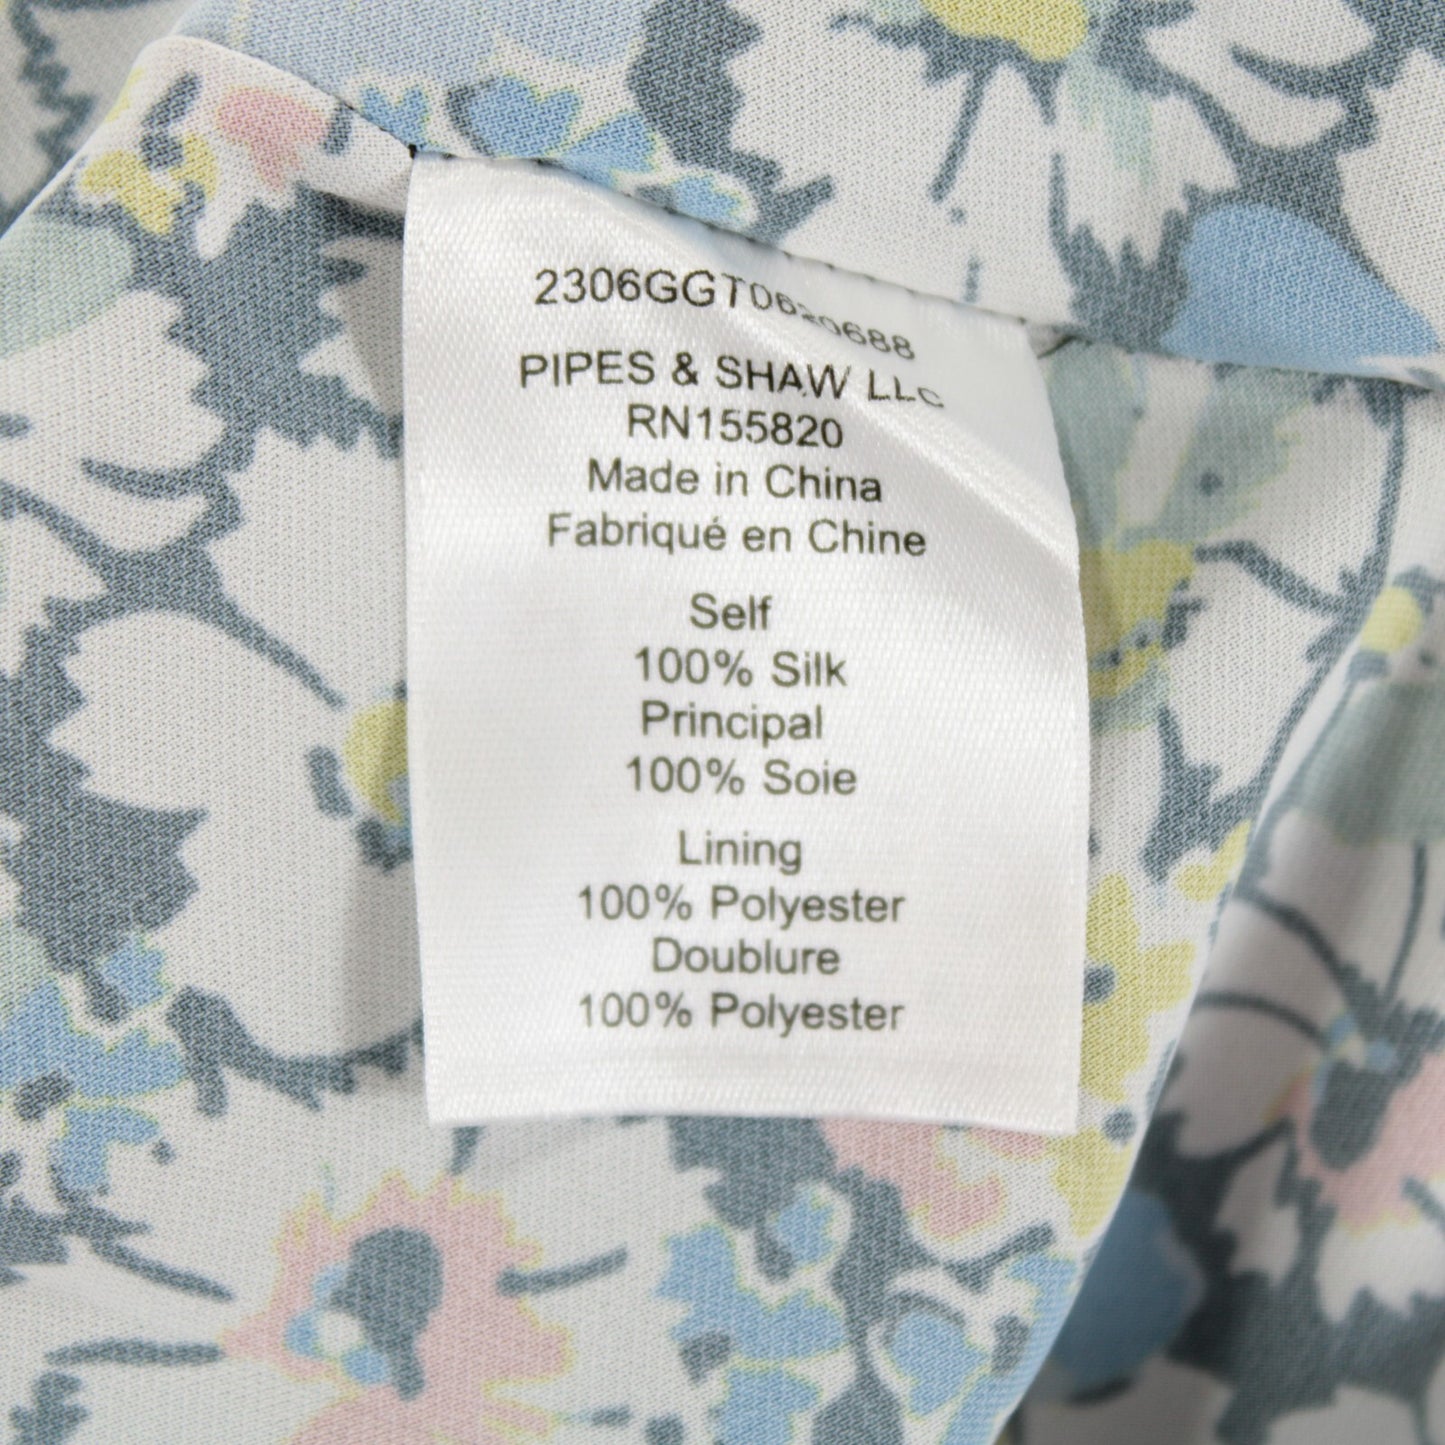 PIPES & SHAW LLC
RN155820
Made in China
Fabriqué en Chine
Self
100% Silk
Principal
100% Soie
Lining
100% Polyester
Doublure
100% Polyester